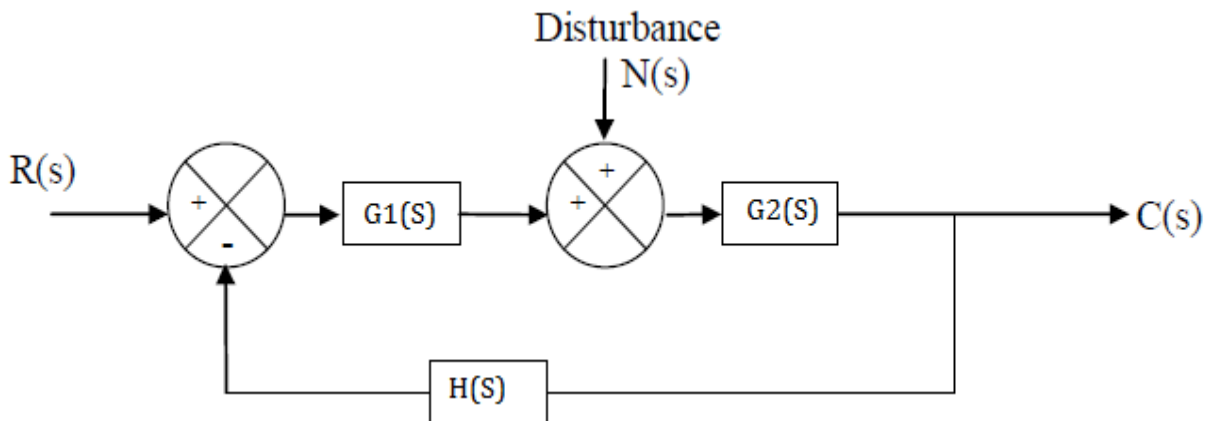 Disturbance
N(s)
R(s)
+
-
G1(S)
+
+
G2(S)
C(s)
H(S)